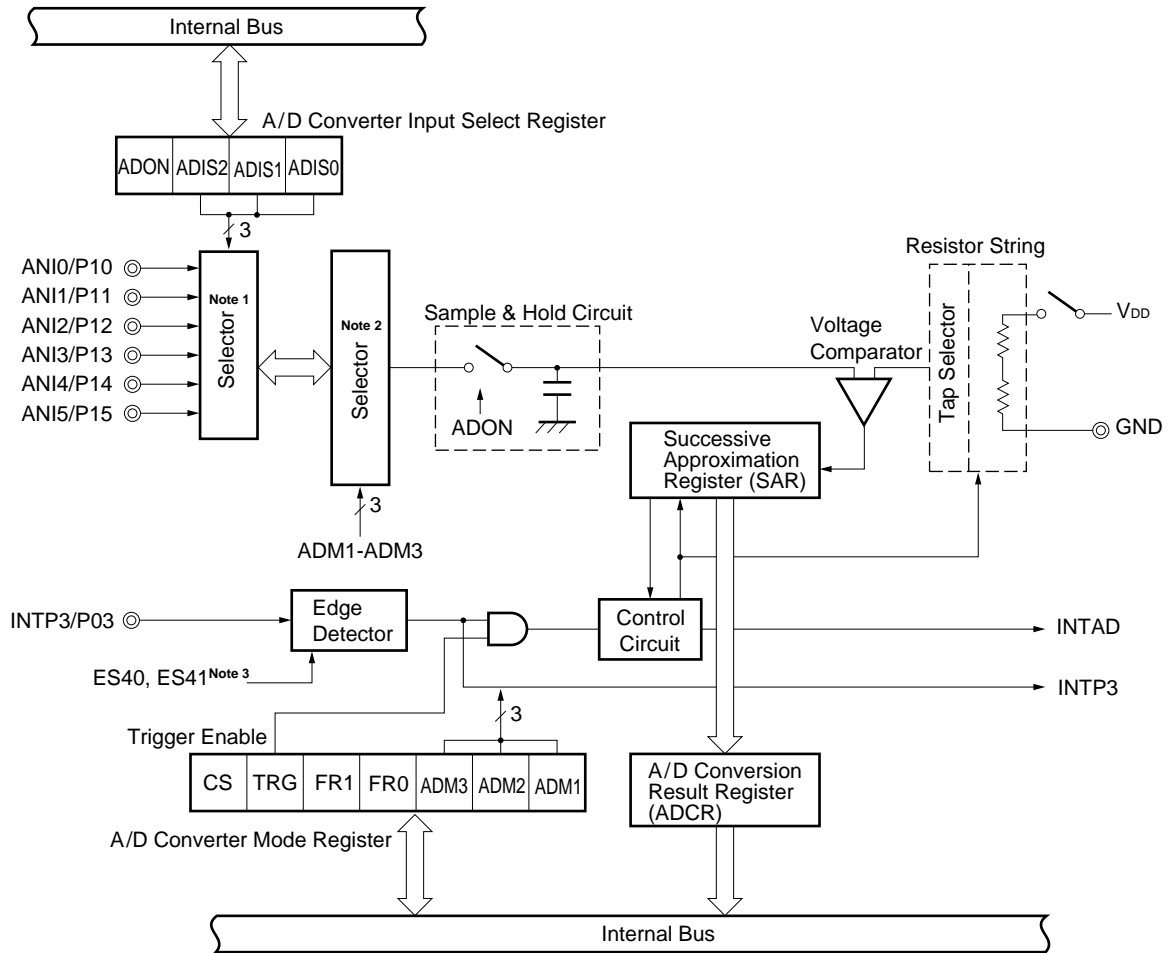 Internal Bus
A/D Converter Input Select Register
ADON ADIS2 ADIS1 ADIS0
3
Resistor String
ANI0/P10
ANI1/P11
ANI2/P12
ANI3/P13
ANI4/P14
ANI5/P15
Note 1
Selector
Note 2
Selector
Sample & Hold Circuit
ADON
Voltage
Comparator
Tap Selector
VDD
GND
Successive
Approximation
Register (SAR)
3
ADM1-ADM3
INTP3/P03
Edge
Detector
Control
Circuit
INTAD
ES40, ES41Note 3
INTP3
3
Trigger Enable
CS TRG FR1 FR0 ADM3 ADM2 ADM1
A/D Conversion
Result Register
(ADCR)
A/D Converter Mode Register
Internal Bus